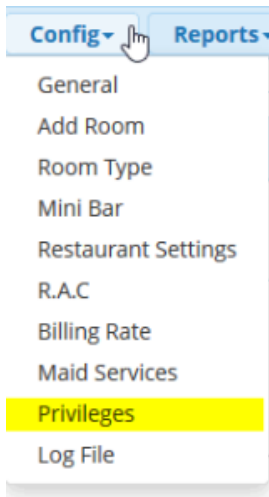 Config Reports
General
Add Room
Room Type
Mini Bar
Restaurant Settings
R.A.C
Billing Rate
Maid Services
Privileges
Log File